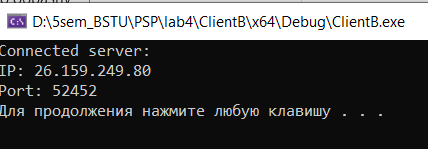 D:\5sem_BSTU\PSP\lab4\ClientB\x64\Debug\ClientB.exe
Connected server:
IP: 26.159.249.80
Port: 52452
Для продолжения нажмите любую клавишу . . .